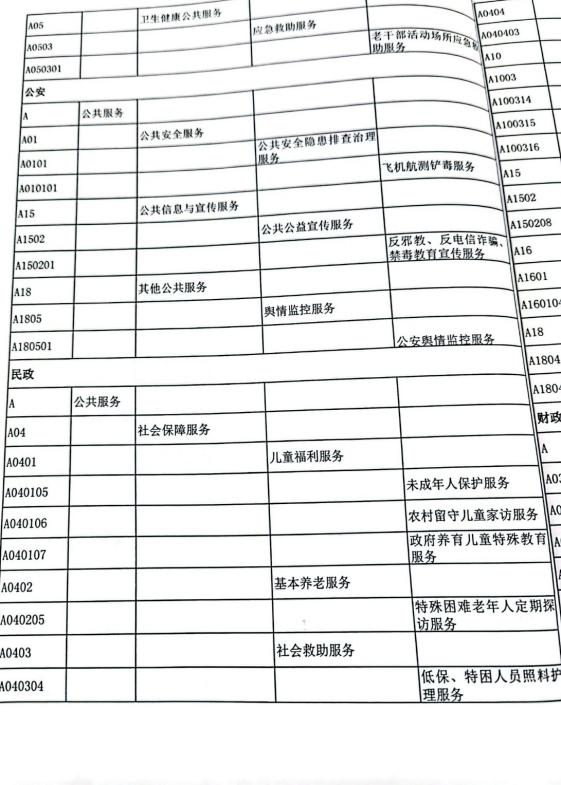 A05 卫生健康公共服务
A0503 应急救助服务
A050301 老干部活动场所应急救
助服务
公安
A 公共服务
A01 公共安全服务
A0101 公共安全隐患排查治理
服务
A010101 飞机航测铲毒服务
A15 公共信息与宣传服务
A1502 公共公益宣传服务
A150201 反邪教、反电信诈骗、
禁毒教育宣传服务
A18 其他公共服务
A1805 舆情监控服务
A180501 公安舆情监控服务
民政
A 公共服务
A04 社会保障服务
A0401 儿童福利服务
A040105 未成年人保护服务
A040106 农村留守儿童家访服务
A040107 政府养育儿童特殊教育
服务
A0402 基本养老服务
A040205 特殊困难老年人定期探
访服务
A0403 社会救助服务
A040304 低保、特困人员照料护
理服务
A0404
A040403
A10
A1003
A100314
A100315
A100316
A15
A1502
A150208
A16
A1601
A160104
A18
A1804
A1804
财政
A